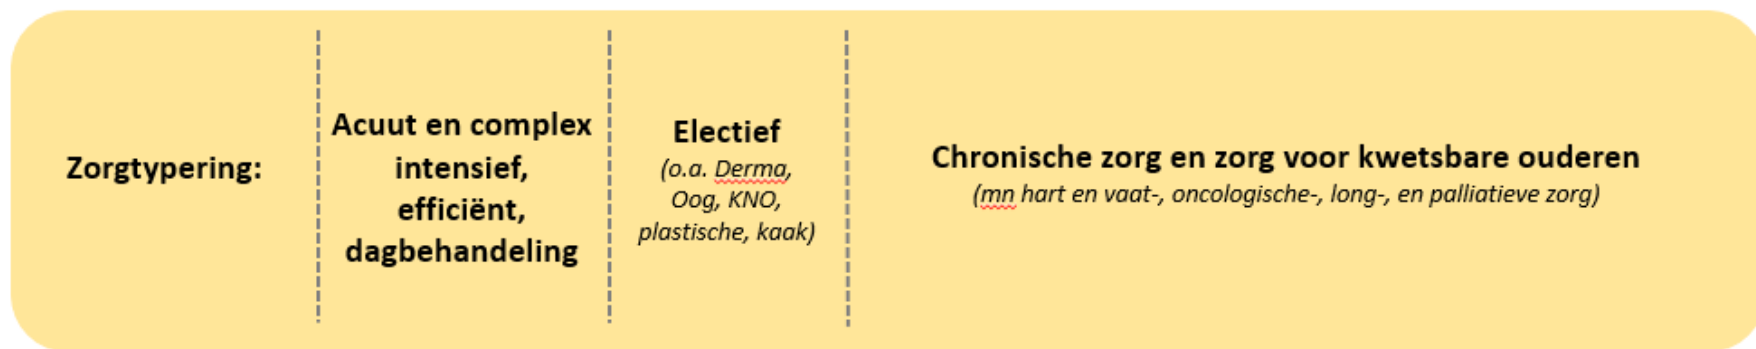 Zorgtypering:
Acuut en complex
intensief,
efficiënt,
dagbehandeling
Electief
(o.a. Derma,
Oog, KNO,
plastische, kaak)
Chronische zorg en zorg voor kwetsbare ouderen
(mn hart en vaat-, oncologische-, long-, en palliatieve zorg)